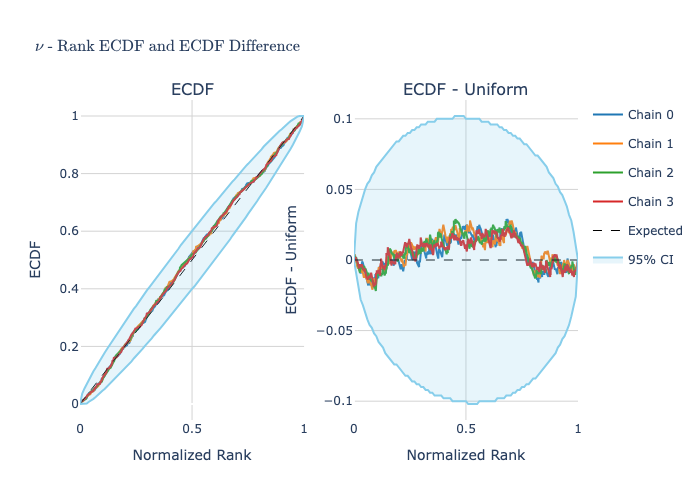 ν - Rank ECDF and ECDF Difference
ECDF
ECDF - Uniform
1
0.8
0.6
0.4
0.2
0
0
0.5
1
ECDF
Normalized Rank
0.1
0.05
0
−0.05
−0.1
0
0.5
1
ECDF - Uniform
Normalized Rank
Chain 0
Chain 1
Chain 2
Chain 3
Expected
95% CI